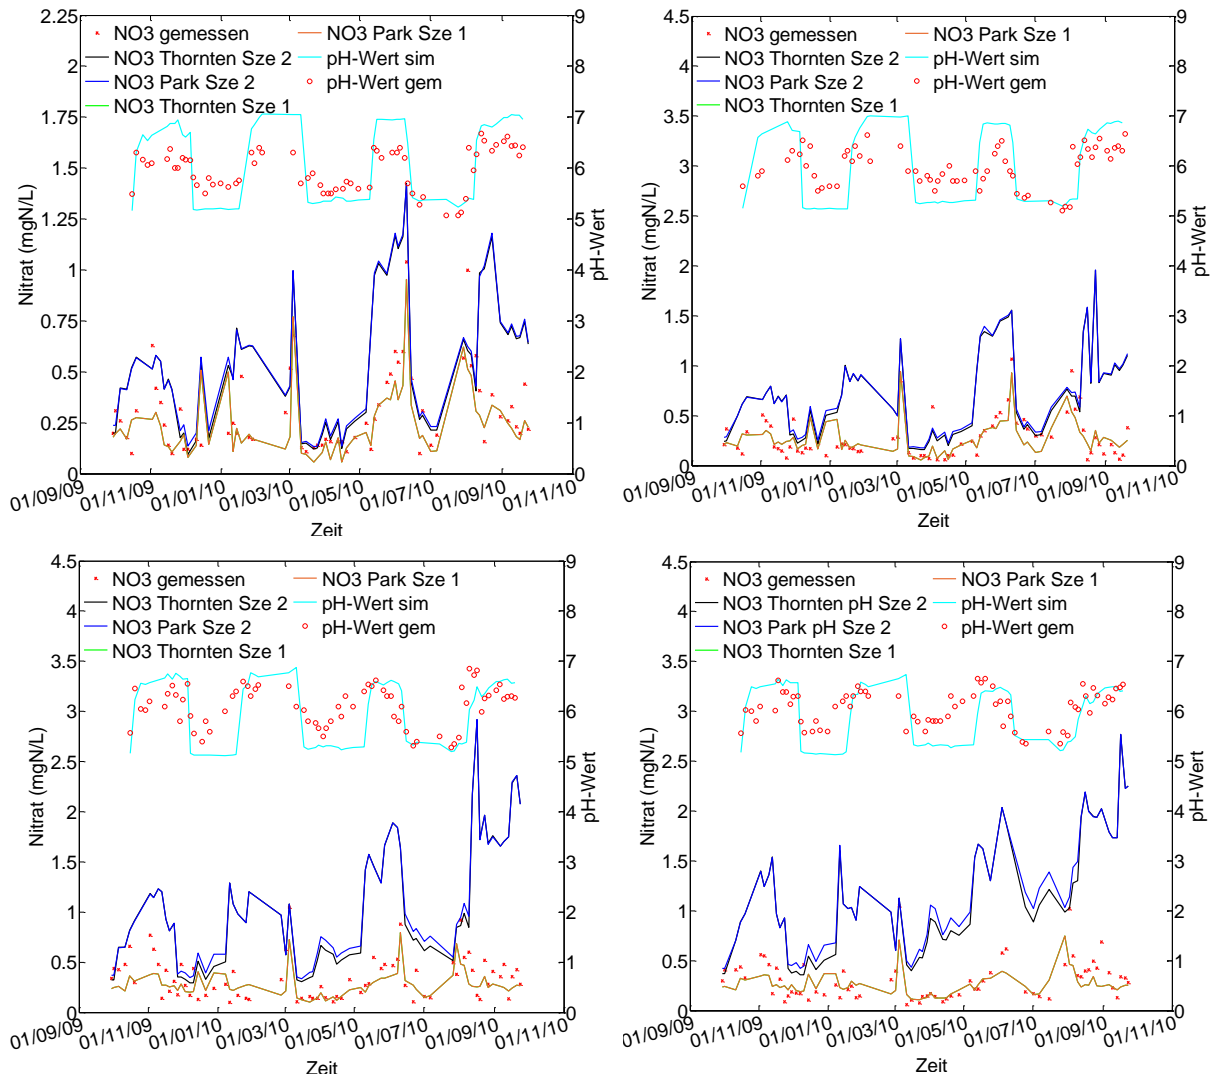 NO3 gemessen
NO3 Park Sze 1
NO3 Thornten Sze 2
pH-Wert sim
NO3 Park Sze 2
pH-Wert gem
NO3 Thornten Sze 1
2.25
2
1.75
1.5
1.25
1
0.75
0.5
0.25
0
Nitrat (mgN/L)
9
8
7
6
5
4
3
2
1
0
pH-Wert
01/09/09
01/11/09
01/01/10
01/03/10
01/05/10
01/07/10
01/09/10
01/11/10
Zeit
NO3 gemessen
NO3 Park Sze 1
NO3 Thornten Sze 2
pH-Wert sim
NO3 Park Sze 2
pH-Wert gem
NO3 Thornten Sze 1
4.5
4
3.5
3
2.5
2
1.5
1
0.5
0
Nitrat (mgN/L)
9
8
7
6
5
4
3
2
1
0
pH-Wert
01/09/09
01/11/09
01/01/10
01/03/10
01/05/10
01/07/10
01/09/10
01/11/10
Zeit
NO3 gemessen
NO3 Park Sze 1
NO3 Thornten Sze 2
pH-Wert sim
NO3 Park Sze 2
pH-Wert gem
NO3 Thornten Sze 1
4.5
4
3.5
3
2.5
2
1.5
1
0.5
0
Nitrat (mgN/L)
9
8
7
6
5
4
3
2
1
0
pH-Wert
01/09/09
01/11/09
01/01/10
01/03/10
01/05/10
01/07/10
01/09/10
01/11/10
Zeit
NO3 gemessen
NO3 Park Sze 1
NO3 Thornten pH Sze 2
pH-Wert sim
NO3 Park pH Sze 2
pH-Wert gem
NO3 Thornten Sze 1
4.5
4
3.5
3
2.5
2
1.5
1
0.5
0
Nitrat (mgN/L)
9
8
7
6
5
4
3
2
1
0
pH-Wert
01/09/09
01/11/09
01/01/10
01/03/10
01/05/10
01/07/10
01/09/10
01/11/10
Zeit